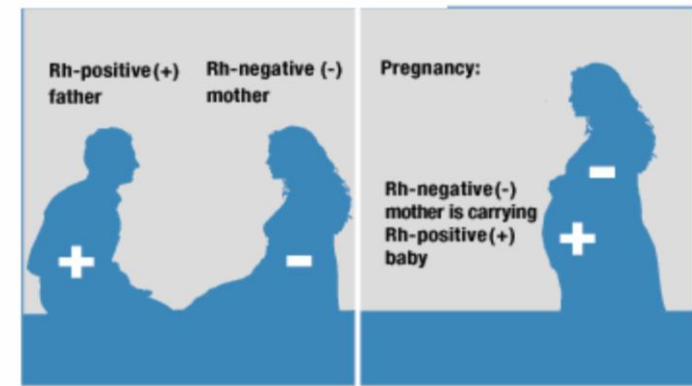 Rh-positive(+)
father
Rh-negative (-)
mother
Pregnancy:
Rh-negative(-)
mother is carrying
Rh-positive(+)
baby